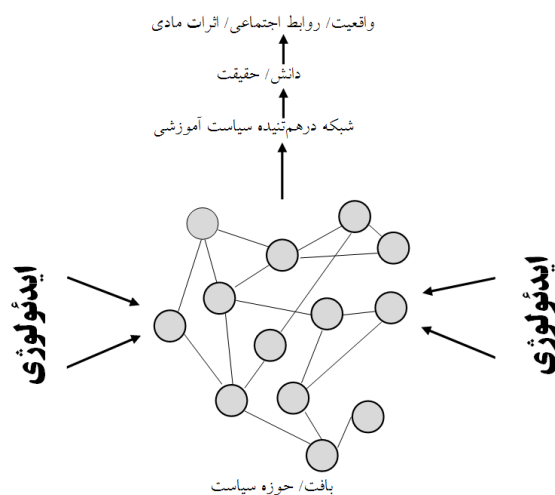 واقعیت/ روابط اجتماعی/ اثرات مادی
دانش/ حقیقت
شبکه درهم‌تنیده سیاست آموزشی
ایدئولوژی
ایدئولوژی
بافت/ حوزه سیاست